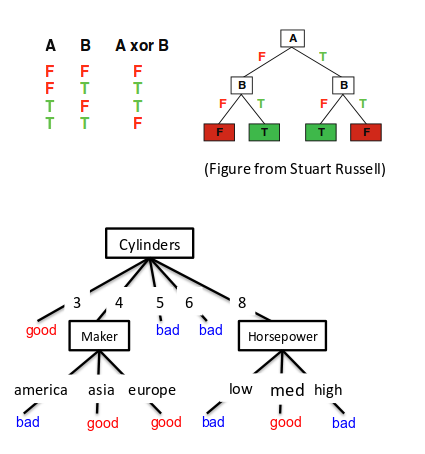 A B A xor B
F F F
F T T
T F T
T T F
A
F T
B B
F T F T
F T T F
(Figure from Stuart Russell)
Cylinders
3 4 5 6 8
good Maker bad bad Horsepower
america asia europe low med high
bad good good bad good bad